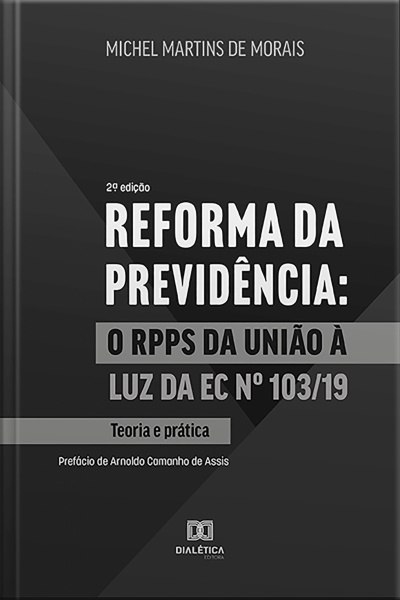 MICHEL MARTINS DE MORAIS
2ª edição
REFORMA DA
PREVIDÊNCIA:
O RPPS DA UNIÃO À
LUZ DA EC Nº 103/19
Teoria e prática
Prefácio de Arnoldo Camanho de Assis
DIALÉTICA
EDITORA